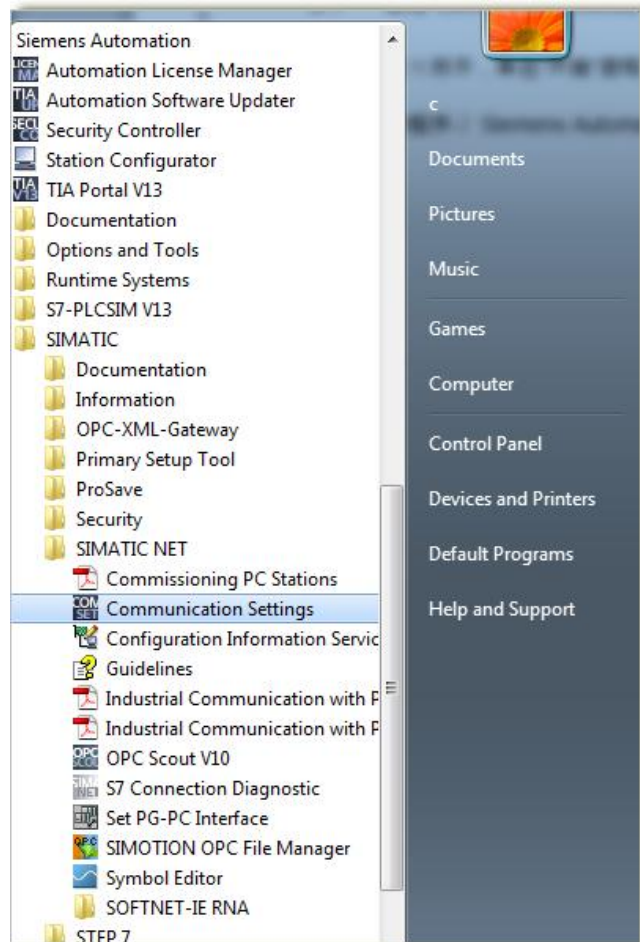 Siemens Automation
Automation License Manager
Automation Software Updater
Security Controller
Station Configurator
TIA Portal V13
Documentation
Options and Tools
Runtime Systems
S7-PLCSIM V13
SIMATIC
Documentation
Information
OPC-XML-Gateway
Primary Setup Tool
ProSave
Security
SIMATIC NET
Commissioning PC Stations
Communication Settings
Configuration Information Servic
Guidelines
Industrial Communication with P
Industrial Communication with P
OPC Scout V10
S7 Connection Diagnostic
Set PG-PC Interface
SIMOTION OPC File Manager
Symbol Editor
SOFTNET-IE RNA
STEP 7
c
Documents
Pictures
Music
Games
Computer
Control Panel
Devices and Printers
Default Programs
Help and Support